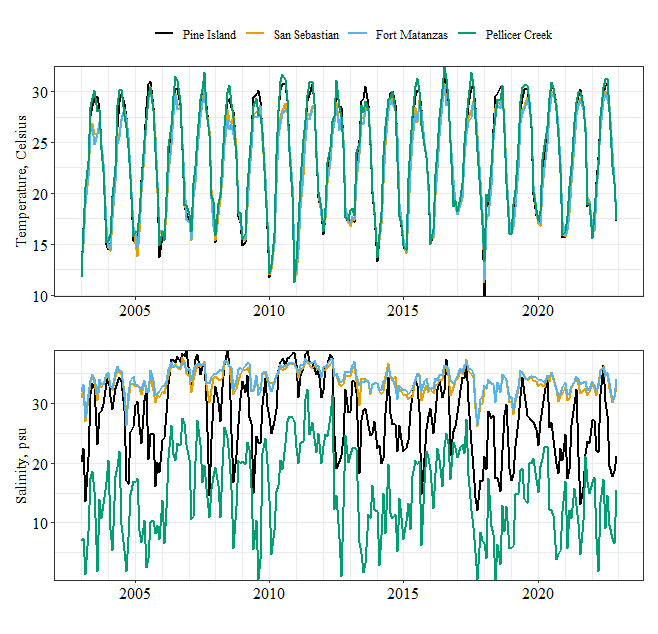 Pine Island San Sebastian Fort Matanzas Pellicer Creek
Temperature, Celsius
30
25
20
15
10
2005 2010 2015 2020
Salinity, psu
30
20
10
2005 2010 2015 2020